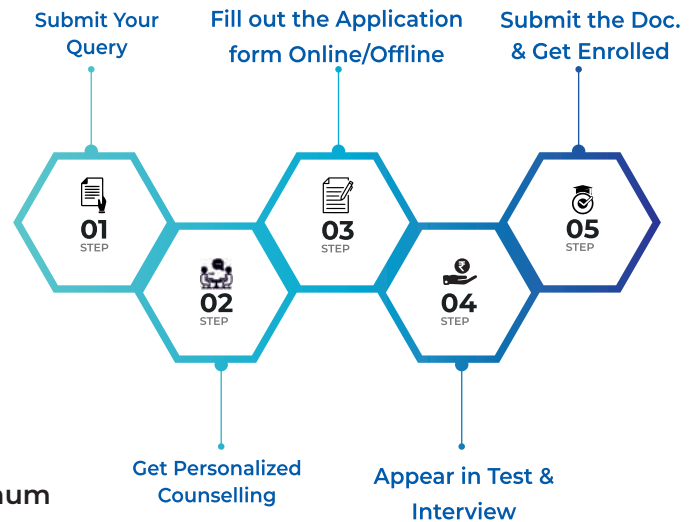 Submit Your
Query
Fill out the Application
form Online/Offline
Submit the Doc.
& Get Enrolled
01
STEP
02
STEP
03
STEP
04
STEP
05
STEP
Get Personalized
Counselling
Appear in Test &
Interview